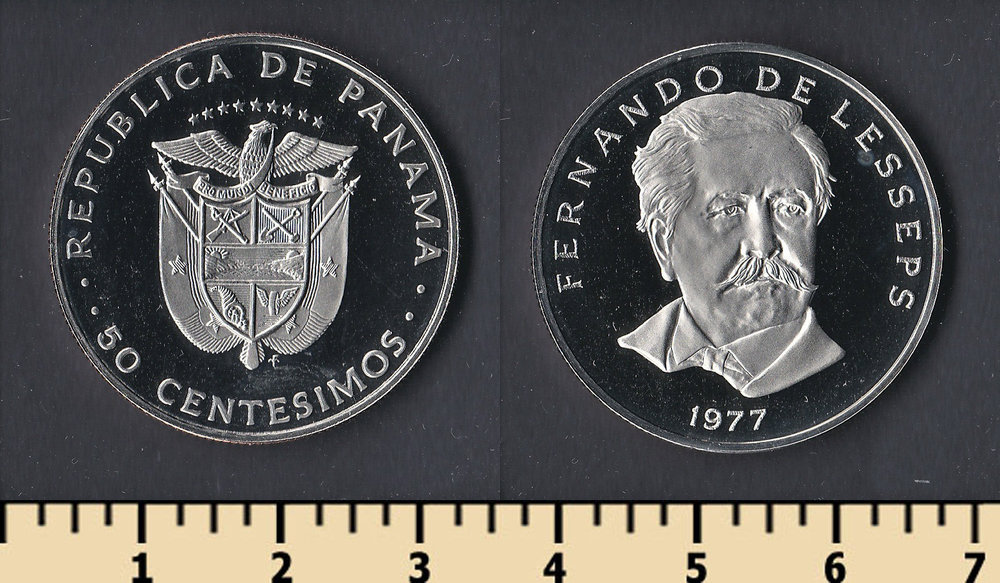 REPUBLICA DE PANAMA
PRO MUNDI BENEFICIO
· 50 CENTESIMOS ·
FERNANDO DE LESSEPS
1977
1 2 3 4 5 6 7